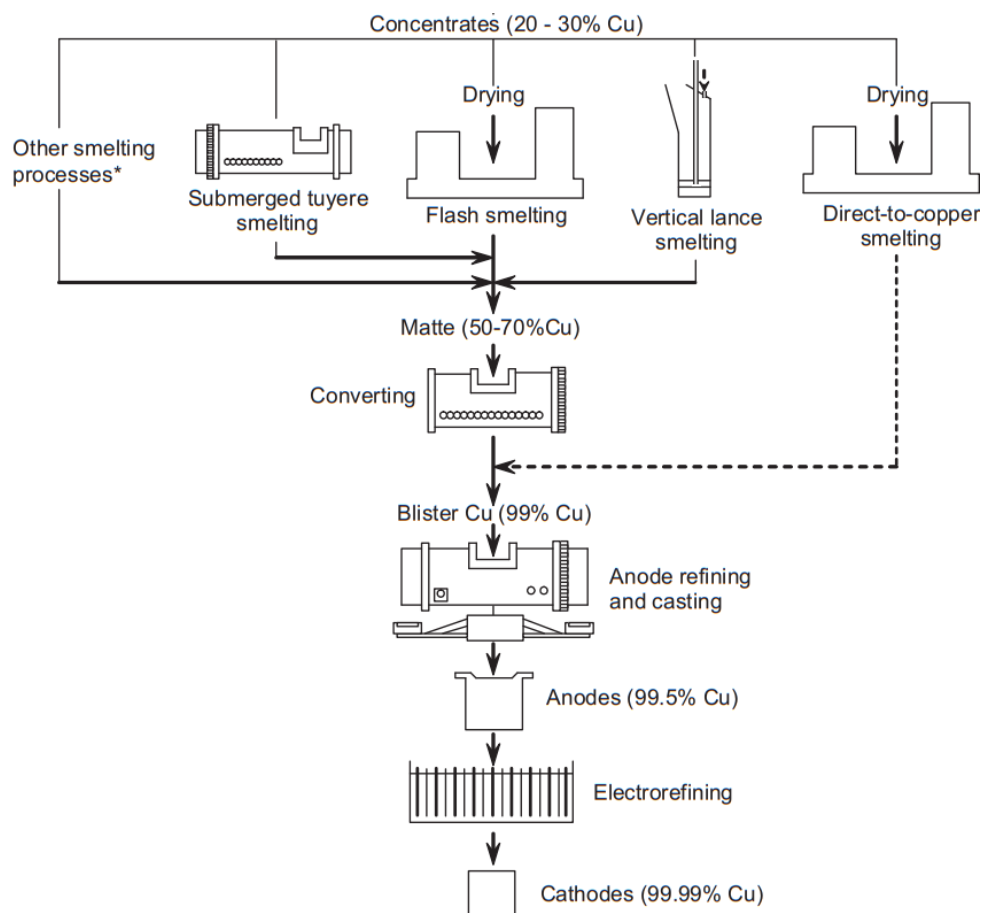 Concentrates (20 - 30% Cu)
Drying
Drying
Other smelting
processes*
Submerged tuyere
smelting
Flash smelting
Vertical lance
smelting
Direct-to-copper
smelting
Matte (50-70%Cu)
Converting
Blister Cu (99% Cu)
Anode refining
and casting
Anodes (99.5% Cu)
Electrorefining
Cathodes (99.99% Cu)